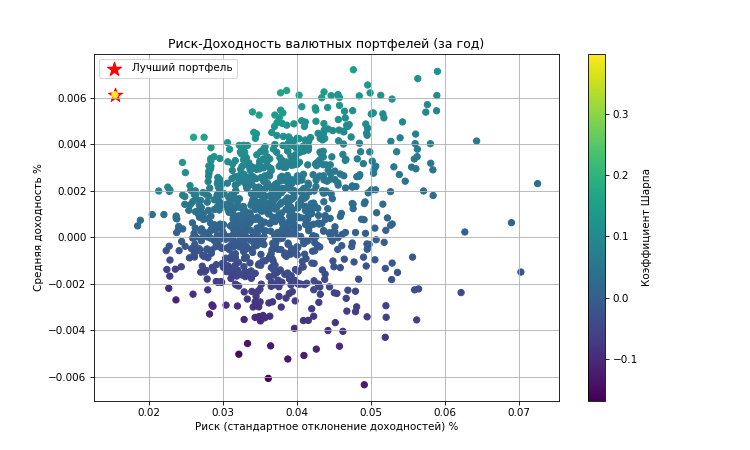 Риск-Доходность валютных портфелей (за год)
Лучший портфель
Средняя доходность %
0.006
0.004
0.002
0.000
−0.002
−0.004
−0.006
0.02 0.03 0.04 0.05 0.06 0.07
Риск (стандартное отклонение доходностей) %
0.3
0.2
0.1
0.0
−0.1
Коэффициент Шарпа